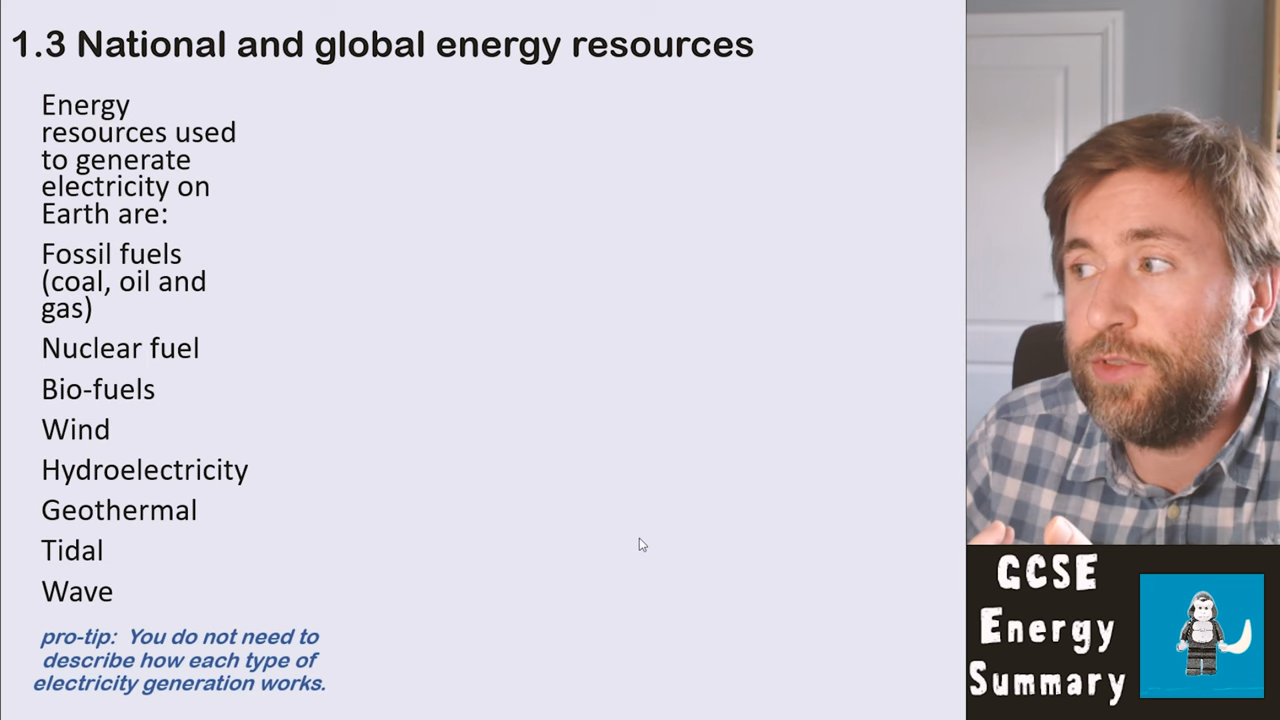 1.3 National and global energy resources
Energy
resources used
to generate
electricity on
Earth are:
Fossil fuels
(coal, oil and
gas)
Nuclear fuel
Bio-fuels
Wind
Hydroelectricity
Geothermal
Tidal
Wave
pro-tip: You do not need to
describe how each type of
electricity generation works.
GCSE
Energy
Summary